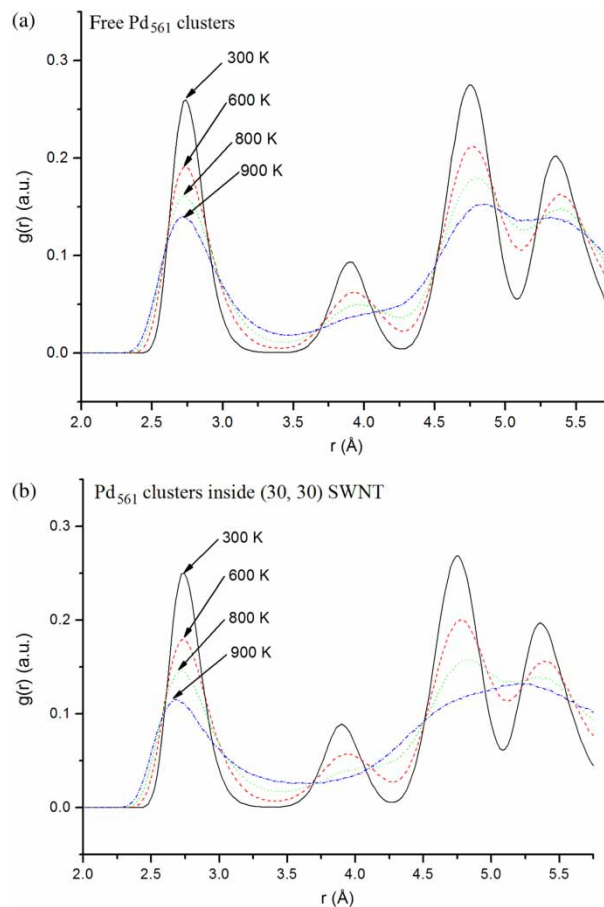 (a)
Free Pd561 clusters
0.3
300 K
600 K
0.2
800 K
900 K
g(r) (a.u.)
0.1
0.0
2.0 2.5 3.0 3.5 4.0 4.5 5.0 5.5
r (Å)
(b)
Pd561 clusters inside (30, 30) SWNT
0.3
300 K
600 K
0.2
800 K
900 K
g(r) (a.u.)
0.1
0.0
2.0 2.5 3.0 3.5 4.0 4.5 5.0 5.5
r (Å)